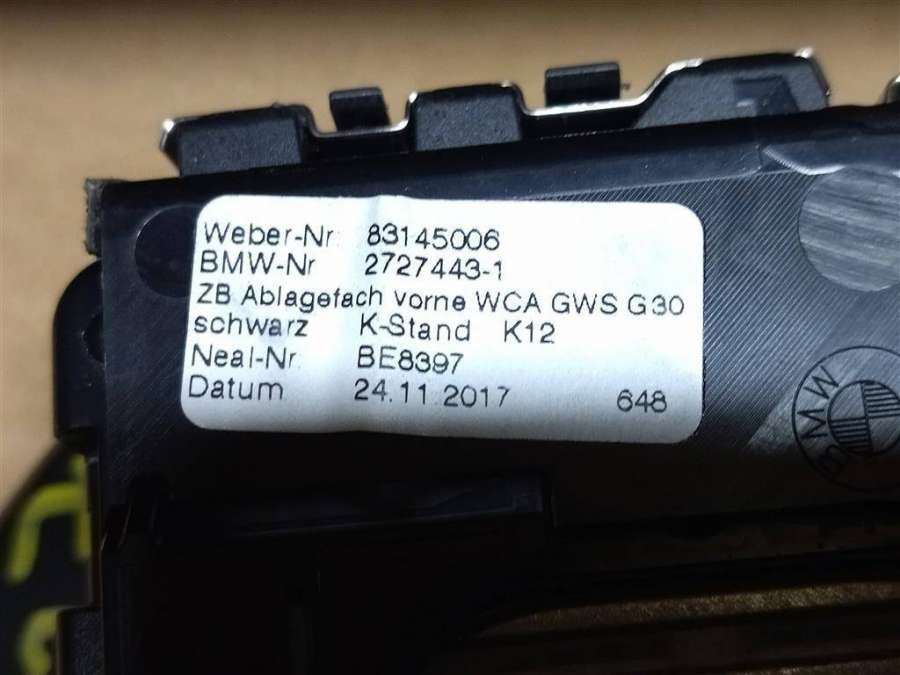 Weber-Nr. 83145006
BMW-Nr 2727443-1
ZB Ablagefach vorne WCA GWS G30
schwarz K-Stand K12
Neal-Nr. BE8397
Datum 24.11.2017 648
BMW